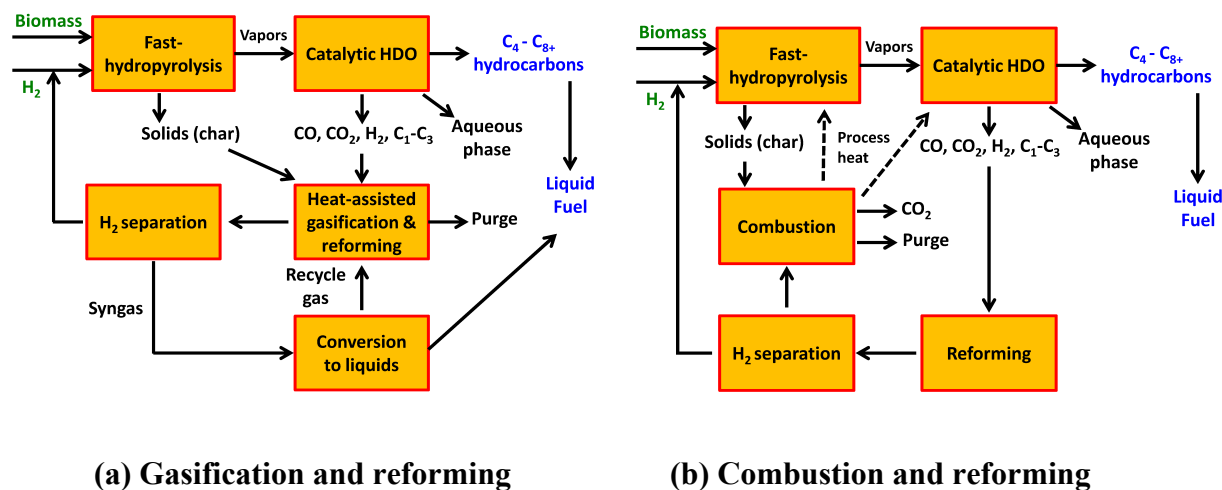 Biomass
H₂
Fast-
hydropyrolysis
Vapors
Catalytic HDO
C₄ - C₈₊
hydrocarbons
Solids (char)
CO, CO₂, H₂, C₁-C₃
Aqueous
phase
H₂ separation
Heat-assisted
gasification &
reforming
Purge
Liquid
Fuel
Syngas
Recycle
gas
Conversion
to liquids
(a) Gasification and reforming
Biomass
H₂
Fast-
hydropyrolysis
Vapors
Catalytic HDO
C₄ - C₈₊
hydrocarbons
Solids (char)
Process
heat
CO, CO₂, H₂, C₁-C₃
Aqueous
phase
Combustion
CO₂
Purge
Liquid
Fuel
H₂ separation
Reforming
(b) Combustion and reforming